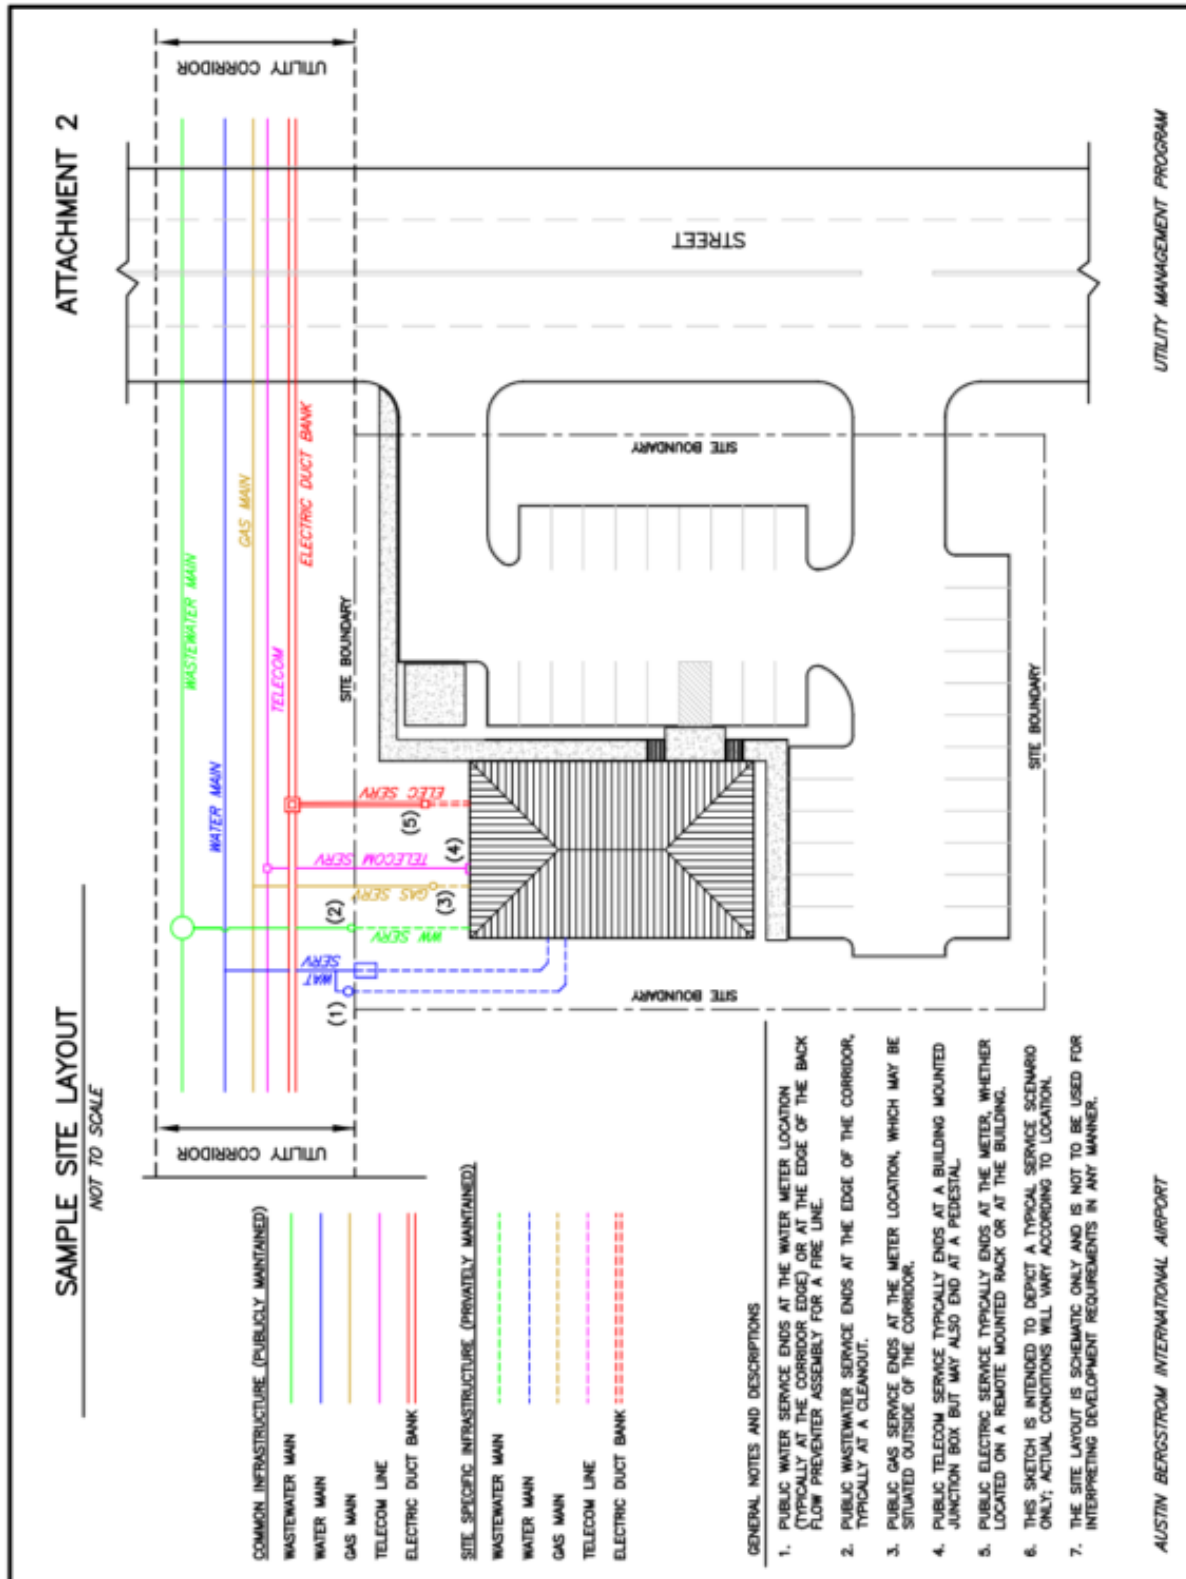 SAMPLE SITE LAYOUT
NOT TO SCALE
ATTACHMENT 2
UTILITY CORRIDOR
UTILITY CORRIDOR
WASTEWATER MAIN
WATER MAIN
GAS MAIN
TELECOM
ELECTRIC DUCT BANK
SITE BOUNDARY
STREET
WAT
SERV
WW SERV
GAS SERV
TELECOM SERV
ELEC SERV
(1)
(2)
(3)
(4)
(5)
SITE BOUNDARY
SITE BOUNDARY
SITE BOUNDARY
COMMON INFRASTRUCTURE (PUBLICLY MAINTAINED)
WASTEWATER MAIN
WATER MAIN
GAS MAIN
TELECOM LINE
ELECTRIC DUCT BANK
SITE SPECIFIC INFRASTRUCTURE (PRIVATELY MAINTAINED)
WASTEWATER MAIN
WATER MAIN
GAS MAIN
TELECOM LINE
ELECTRIC DUCT BANK
GENERAL NOTES AND DESCRIPTIONS
1. PUBLIC WATER SERVICE ENDS AT THE WATER METER LOCATION
(TYPICALLY AT THE CORRIDOR EDGE) OR AT THE EDGE OF THE BACK
FLOW PREVENTER ASSEMBLY FOR A FIRE LINE.
2. PUBLIC WASTEWATER SERVICE ENDS AT THE EDGE OF THE CORRIDOR,
TYPICALLY AT A CLEANOUT.
3. PUBLIC GAS SERVICE ENDS AT THE METER LOCATION, WHICH MAY BE
SITUATED OUTSIDE OF THE CORRIDOR.
4. PUBLIC TELECOM SERVICE TYPICALLY ENDS AT A BUILDING MOUNTED
JUNCTION BOX BUT MAY ALSO END AT A PEDESTAL.
5. PUBLIC ELECTRIC SERVICE TYPICALLY ENDS AT THE METER, WHETHER
LOCATED ON A REMOTE MOUNTED RACK OR AT THE BUILDING.
6. THIS SKETCH IS INTENDED TO DEPICT A TYPICAL SERVICE SCENARIO
ONLY; ACTUAL CONDITIONS WILL VARY ACCORDING TO LOCATION.
7. THE SITE LAYOUT IS SCHEMATIC ONLY AND IS NOT TO BE USED FOR
INTERPRETING DEVELOPMENT REQUIREMENTS IN ANY MANNER.
AUSTIN BERGSTROM INTERNATIONAL AIRPORT
UTILITY MANAGEMENT PROGRAM